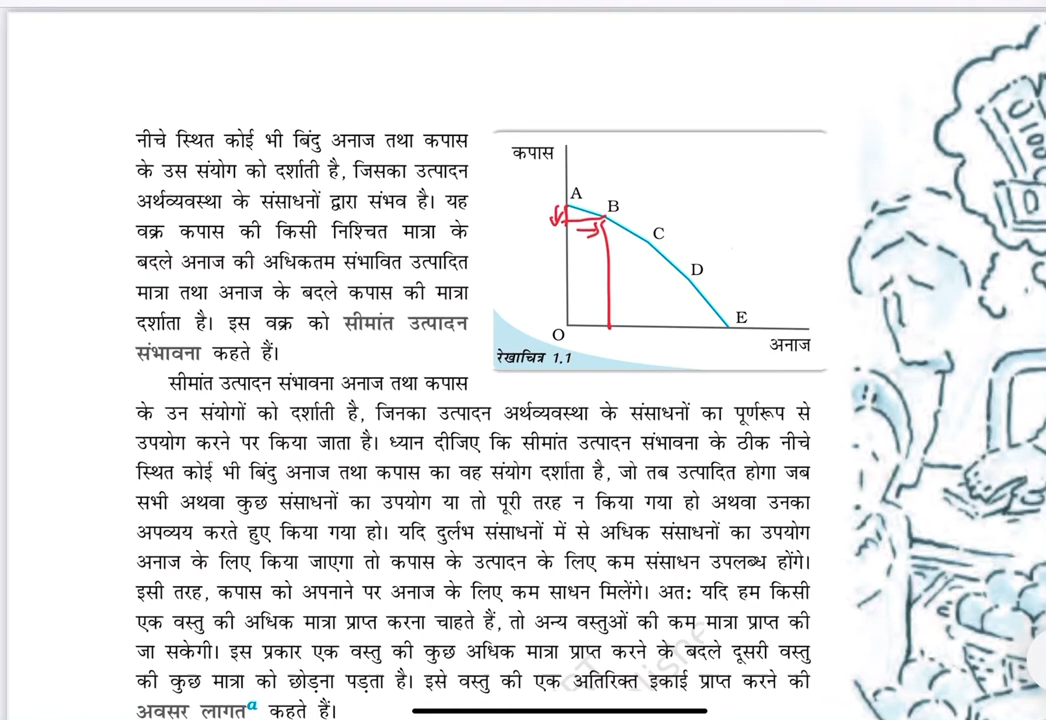 नीचे स्थित कोई भी बिंदु अनाज तथा कपास
के उस संयोग को दर्शाती है, जिसका उत्पादन
अर्थव्यवस्था के संसाधनों द्वारा संभव है। यह
वक्र कपास की किसी निश्चित मात्रा के
बदले अनाज की अधिकतम संभावित उत्पादित
मात्रा तथा अनाज के बदले कपास की मात्रा
दर्शाता है। इस वक्र को सीमांत उत्पादन
संभावना कहते हैं।
कपास
A
B
C
D
E
O
अनाज
रेखाचित्र 1.1
सीमांत उत्पादन संभावना अनाज तथा कपास
के उन संयोगों को दर्शाती है, जिनका उत्पादन अर्थव्यवस्था के संसाधनों का पूर्णरूप से
उपयोग करने पर किया जाता है। ध्यान दीजिए कि सीमांत उत्पादन संभावना के ठीक नीचे
स्थित कोई भी बिंदु अनाज तथा कपास का वह संयोग दर्शाता है, जो तब उत्पादित होगा जब
सभी अथवा कुछ संसाधनों का उपयोग या तो पूरी तरह न किया गया हो अथवा उनका
अपव्यय करते हुए किया गया हो। यदि दुर्लभ संसाधनों में से अधिक संसाधनों का उपयोग
अनाज के लिए किया जाएगा तो कपास के उत्पादन के लिए कम संसाधन उपलब्ध होंगे।
इसी तरह, कपास को अपनाने पर अनाज के लिए कम साधन मिलेंगे। अतः यदि हम किसी
एक वस्तु की अधिक मात्रा प्राप्त करना चाहते हैं, तो अन्य वस्तुओं की कम मात्रा प्राप्त की
जा सकेगी। इस प्रकार एक वस्तु की कुछ अधिक मात्रा प्राप्त करने के बदले दूसरी वस्तु
की कुछ मात्रा को छोड़ना पड़ता है। इसे वस्तु की एक अतिरिक्त इकाई प्राप्त करने की
अवसर लागत<sup>a</sup> कहते हैं।